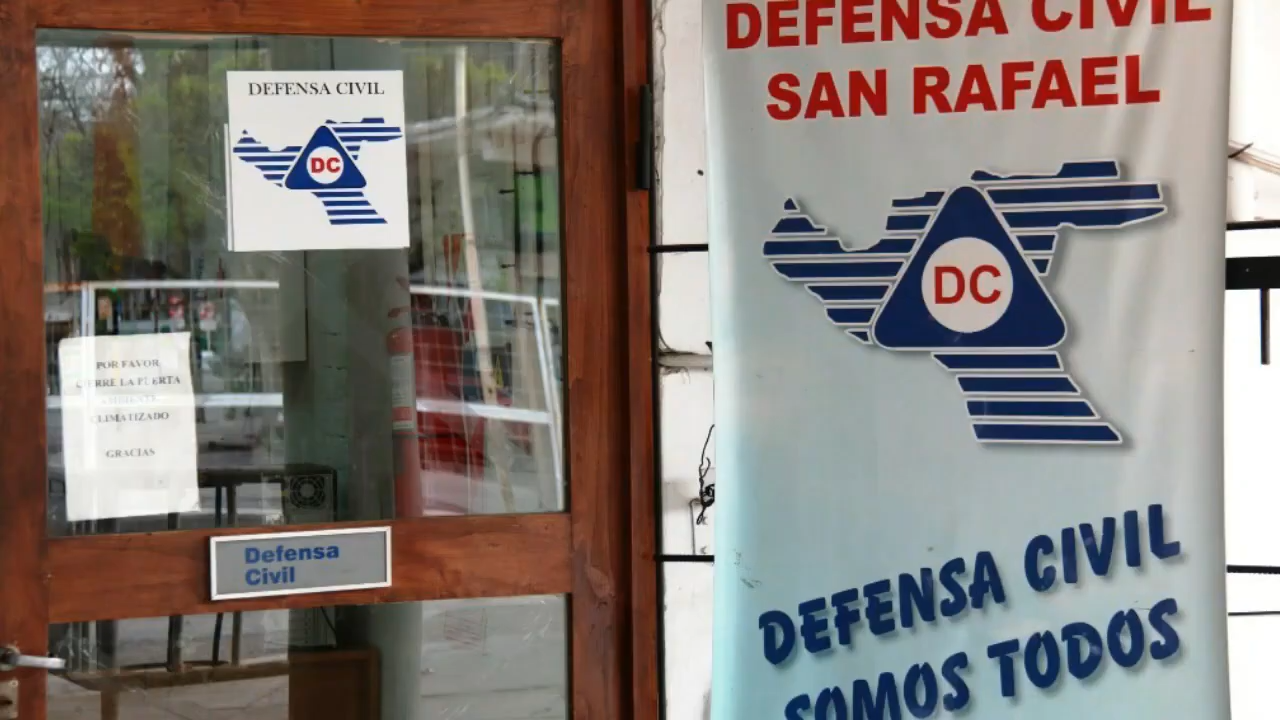 DEFENSA CIVIL
DC
POR FAVOR
CIERRE LA PUERTA
AMBIENTE
CLIMATIZADO
GRACIAS
Defensa
Civil
DEFENSA CIVIL
SAN RAFAEL
DC
DEFENSA CIVIL
SOMOS TODOS